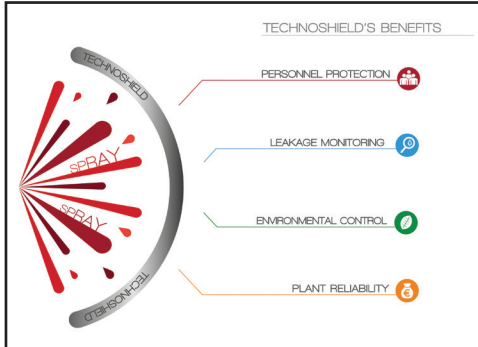 TECHNOSHIELD'S BENEFITS
TECHNOSHIELD
PERSONNEL PROTECTION
SPRAY
LEAKAGE MONITORING
SPRAY
ENVIRONMENTAL CONTROL
TECHNOSHIELD
PLANT RELIABILITY
€